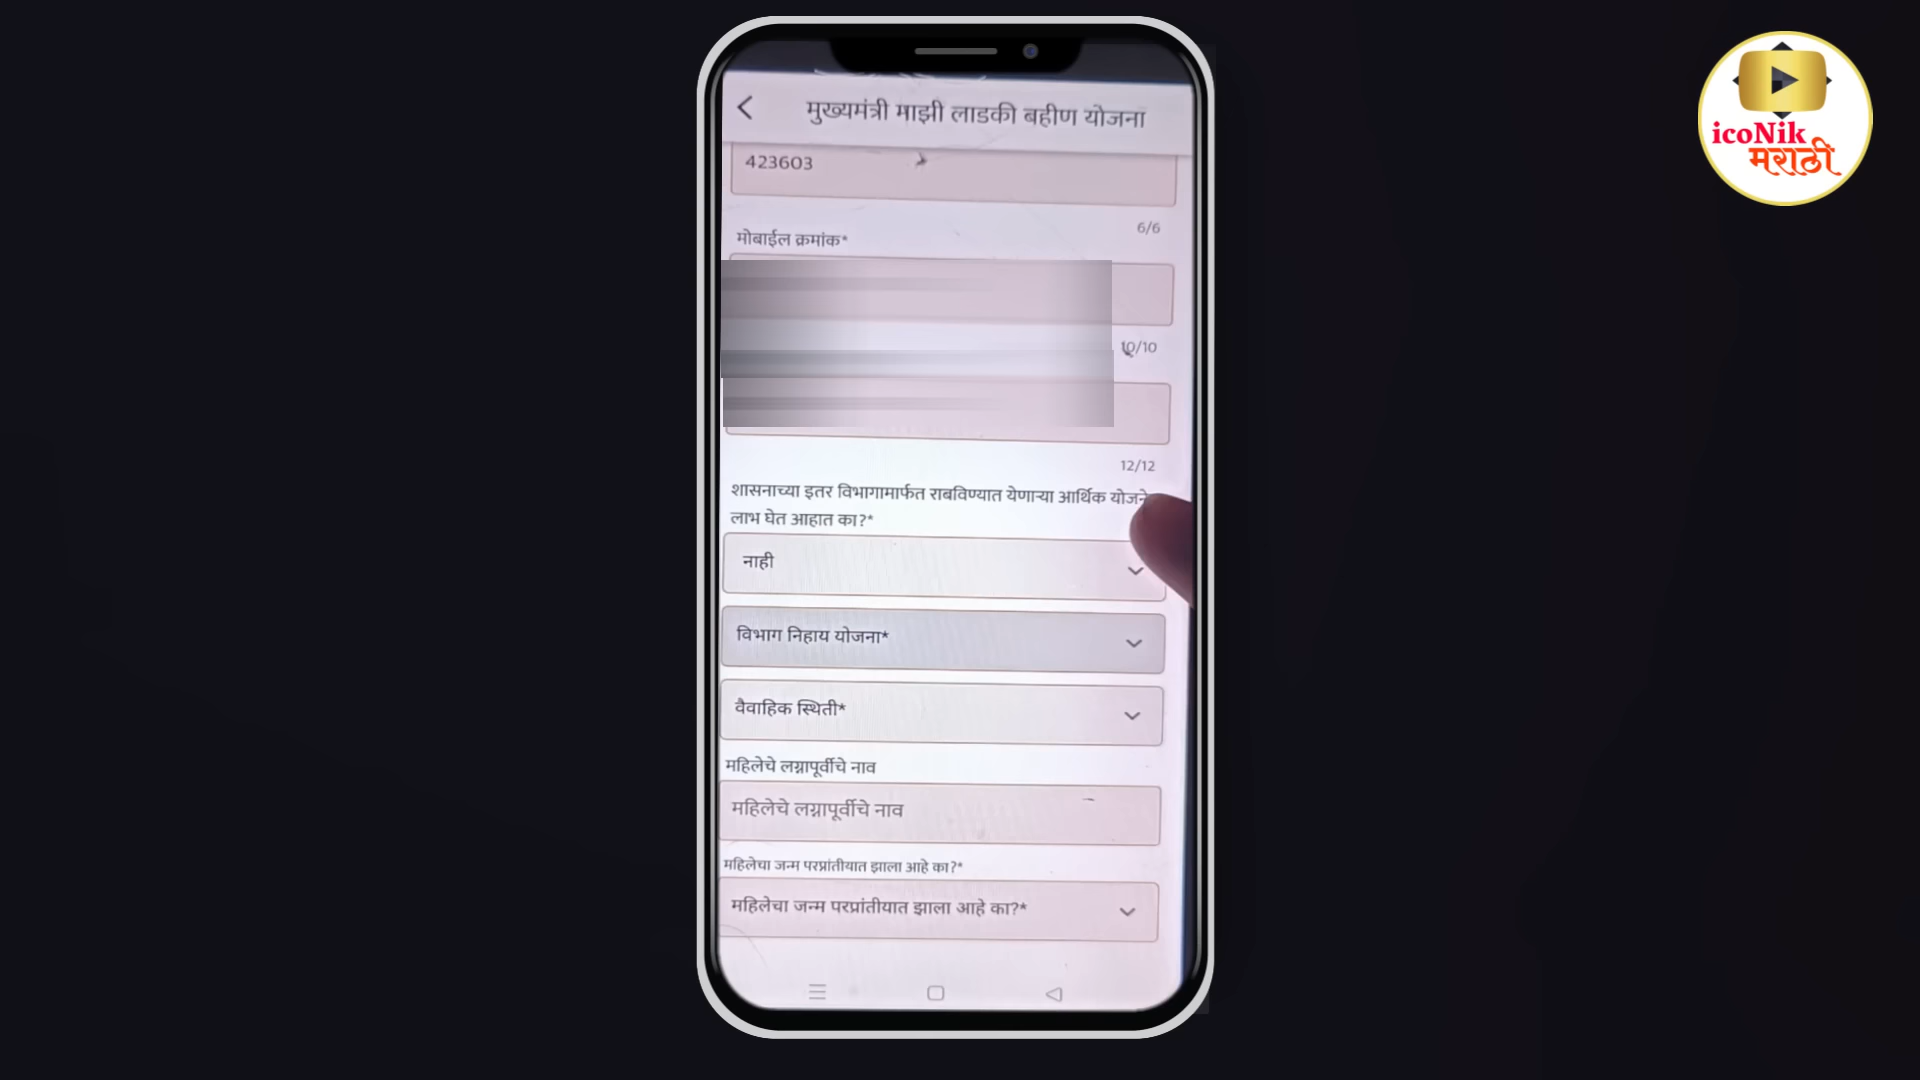 मुख्यमंत्री माझी लाडकी बहीण योजना
423603
6/6
मोबाईल क्रमांक*
10/10
12/12
शासनाच्या इतर विभागामार्फत राबविण्यात येणाऱ्या आर्थिक
लाभ घेत आहात का?*
नाही
विभाग निहाय योजना*
वैवाहिक स्थिती*
महिलेचे लग्नापूर्वीचे नाव
महिलेचे लग्नापूर्वीचे नाव
महिलेचा जन्म परप्रांतीयात झाला आहे का?*
महिलेचा जन्म परप्रांतीयात झाला आहे का?*
icoNik
मराठी